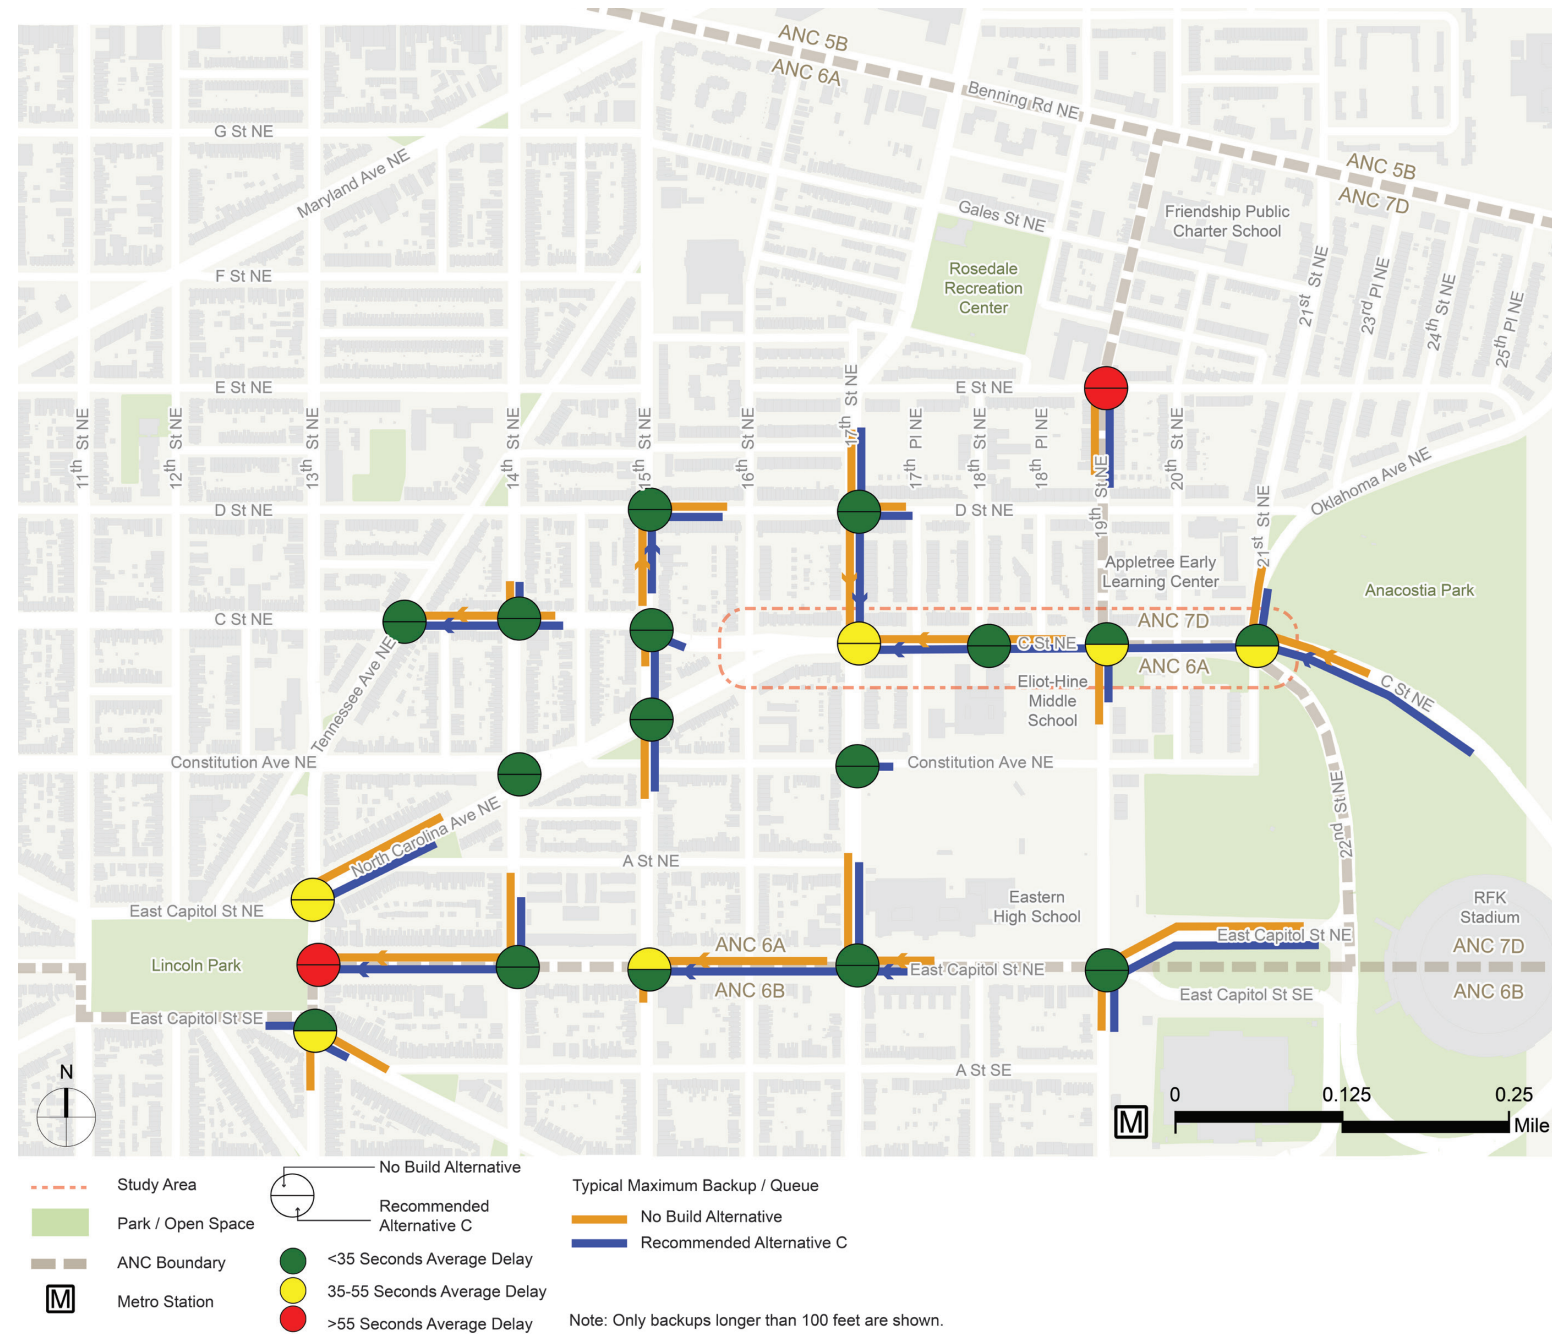 ANC 5B
ANC 6A
Benning Rd NE
G St NE
Maryland Ave NE
ANC 5B
ANC 7D
Gales St NE
Friendship Public
Charter School
F St NE
Rosedale
Recreation
Center
21st St NE
23rd Pl NE
24th St NE
25th Pl NE
E St NE
17th St NE
E St NE
11th St NE
12th St NE
13th St NE
14th St NE
15th St NE
16th St NE
17th Pl NE
18th St NE
18th Pl NE
19th St NE
20th St NE
21st St NE
Oklahoma Ave NE
D St NE
D St NE
Appletree Early
Learning Center
Anacostia Park
C St NE
ANC 7D
C St NE
ANC 6A
Tennessee Ave NE
Eliot-Hine
Middle
School
C St NE
Constitution Ave NE
Constitution Ave NE
22nd St NE
North Carolina Ave NE
A St NE
Eastern
High School
RFK
Stadium
East Capitol St NE
East Capitol St NE
ANC 6A
ANC 7D
Lincoln Park
East Capitol St NE
ANC 6B
ANC 6B
East Capitol St SE
East Capitol St SE
N
A St SE
0
0.125
0.25
M
Mile
No Build Alternative
Recommended
Alternative C
Study Area
Park / Open Space
ANC Boundary
M
Metro Station
<35 Seconds Average Delay
35-55 Seconds Average Delay
>55 Seconds Average Delay
Typical Maximum Backup / Queue
No Build Alternative
Recommended Alternative C
Note: Only backups longer than 100 feet are shown.